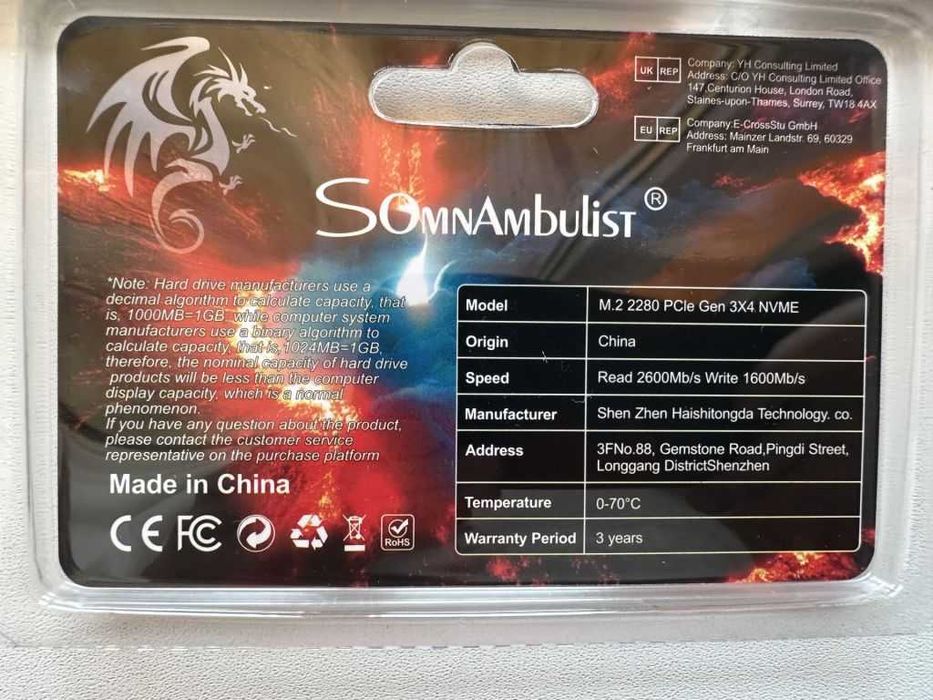 UK REP
Company: YH Consulting Limited
Address: C/O YH Consulting Limited Office
147,Centurion House, London Road,
Staines-upon-Thames, Surrey, TW18 4AX
EU REP
Company:E-CrossStu GmbH
Address: Mainzer Landstr. 69, 60329
Frankfurt am Main
SOMNAMBULIST ®
*Note: Hard drive manufacturers use a
decimal algorithm to calculate capacity, that
is, 1000MB=1GB, while computer system
manufacturers use a binary algorithm to
calculate capacity, that is,1024MB=1GB,
therefore, the nominal capacity of hard drive
products will be less than the computer
display capacity, which is a normal
phenomenon.
If you have any question about the product,
please contact the customer service
representative on the purchase platform
Made in China
CE FC RoHS
Model M.2 2280 PCIe Gen 3X4 NVME
Origin China
Speed Read 2600Mb/s Write 1600Mb/s
Manufacturer Shen Zhen Haishitongda Technology. co.
Address 3FNo.88, Gemstone Road,Pingdi Street,
Longgang DistrictShenzhen
Temperature 0-70°C
Warranty Period 3 years